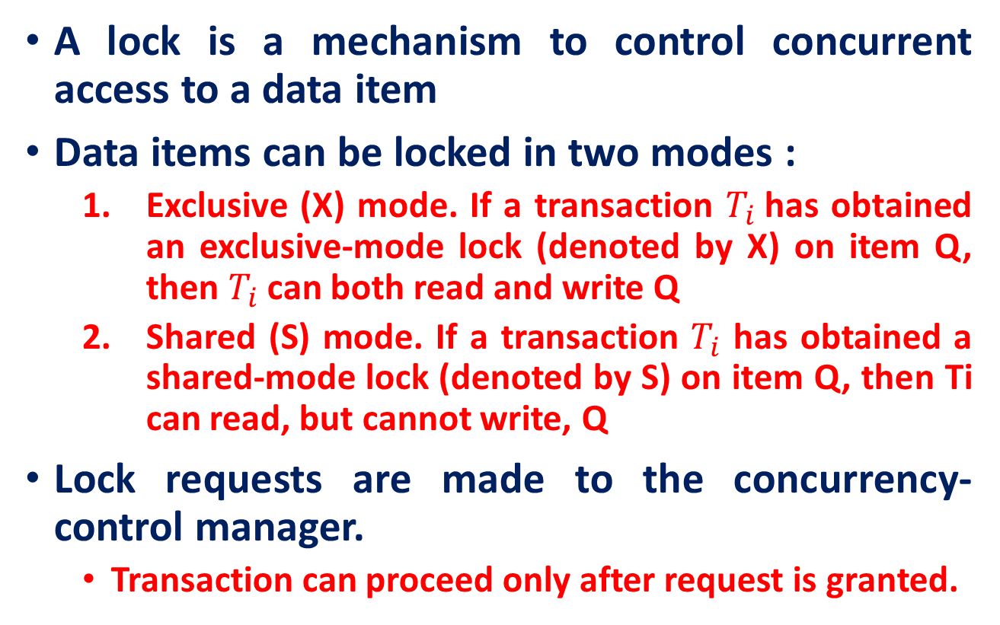 • A lock is a mechanism to control concurrent
access to a data item
• Data items can be locked in two modes :
1. Exclusive (X) mode. If a transaction 𝑇𝑖 has obtained
an exclusive-mode lock (denoted by X) on item Q,
then 𝑇𝑖 can both read and write Q
2. Shared (S) mode. If a transaction 𝑇𝑖 has obtained a
shared-mode lock (denoted by S) on item Q, then Ti
can read, but cannot write, Q
• Lock requests are made to the concurrency-
control manager.
• Transaction can proceed only after request is granted.